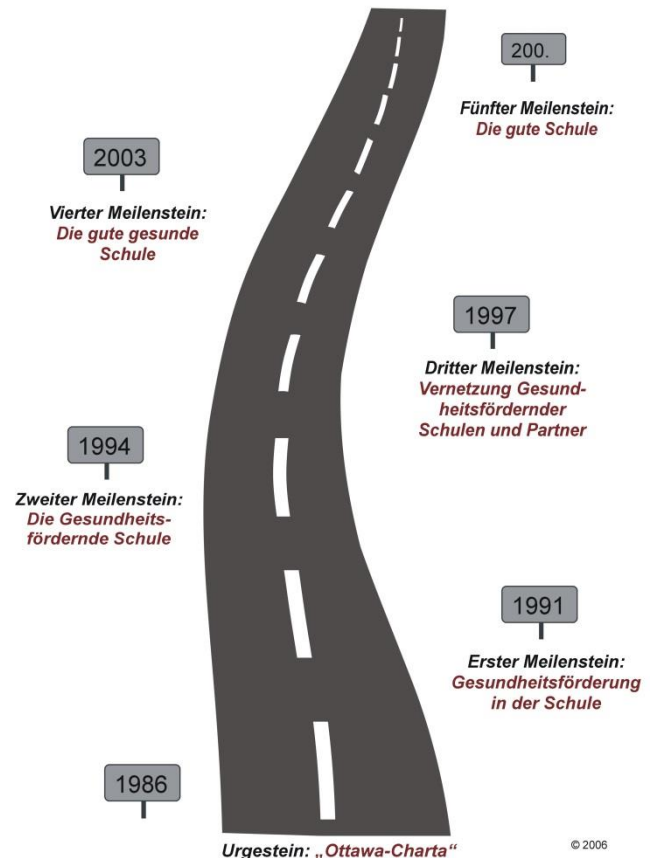 200.
Fünfter Meilenstein:
Die gute Schule
2003
Vierter Meilenstein:
Die gute gesunde
Schule
1997
Dritter Meilenstein:
Vernetzung Gesund-
heitsfördernder
Schulen und Partner
1994
Zweiter Meilenstein:
Die Gesundheits-
fördernde Schule
1991
Erster Meilenstein:
Gesundheitsförderung
in der Schule
1986
Urgestein: „Ottawa-Charta“
© 2006